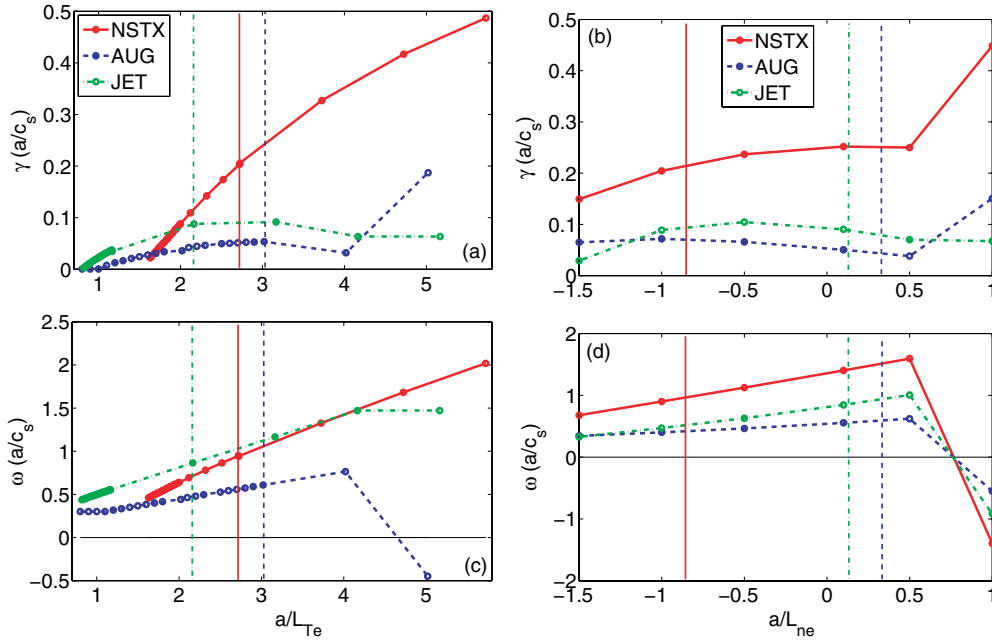 0.5
0.4
0.3
0.2
0.1
0
γ (a/c_s)
NSTX
AUG
JET
(a)
1 2 3 4 5
0.5
0.4
0.3
0.2
0.1
0
γ (a/c_s)
(b)
NSTX
AUG
JET
−1.5 −1 −0.5 0 0.5 1
2.5
2
1.5
1
0.5
0
−0.5
ω (a/c_s)
(c)
1 2 3 4 5
a/L_Te
2
1
0
−1
−2
ω (a/c_s)
(d)
−1.5 −1 −0.5 0 0.5 1
a/L_ne